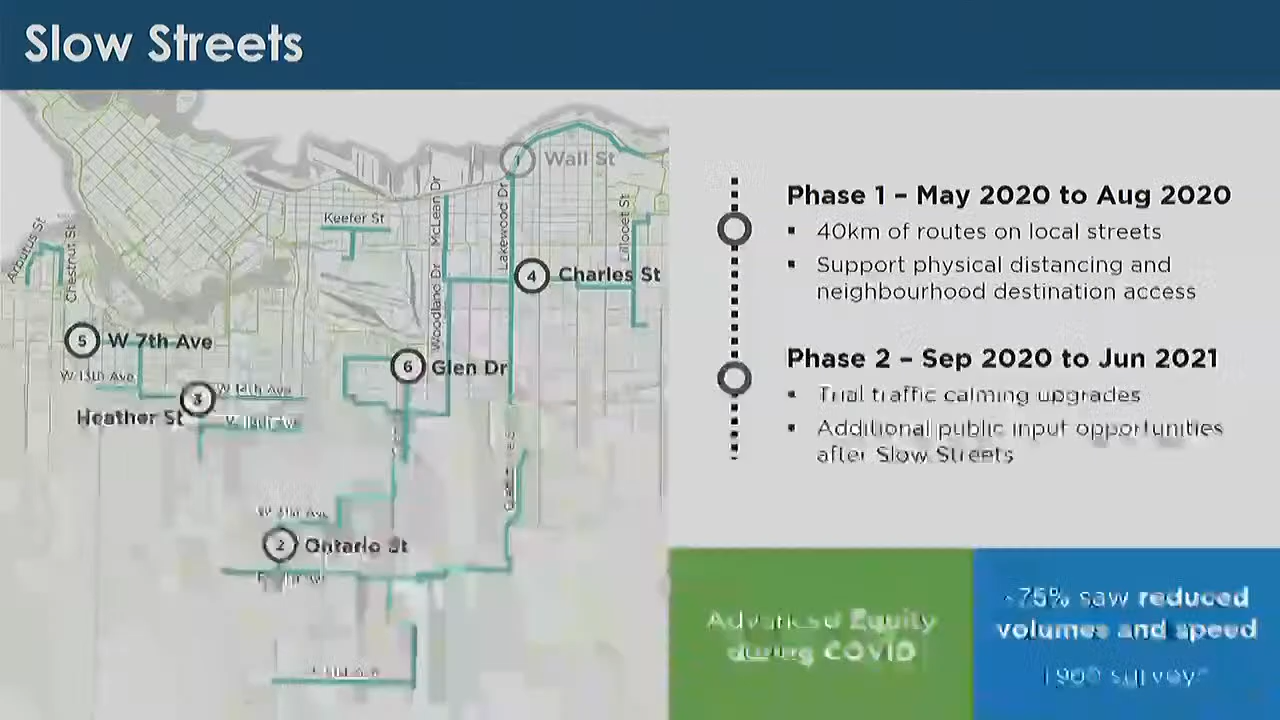 Slow Streets
Wall St
Arbutus St
Chestnut St
Keefer St
McLean Dr
Woodland Dr
Lakewood Dr
Lillooet St
1
4
Charles St
5
W 7th Ave
6
Glen Dr
W 13th Ave
3
W 14th Ave
Heather St
2
Ontario St
Phase 1 – May 2020 to Aug 2020
▪ 40km of routes on local streets
▪ Support physical distancing and
neighbourhood destination access
Phase 2 – Sep 2020 to Jun 2021
▪ Trial traffic calming upgrades
▪ Additional public input opportunities
after Slow Streets
Advanced Equity
during COVID
~75% saw reduced
volumes and speed